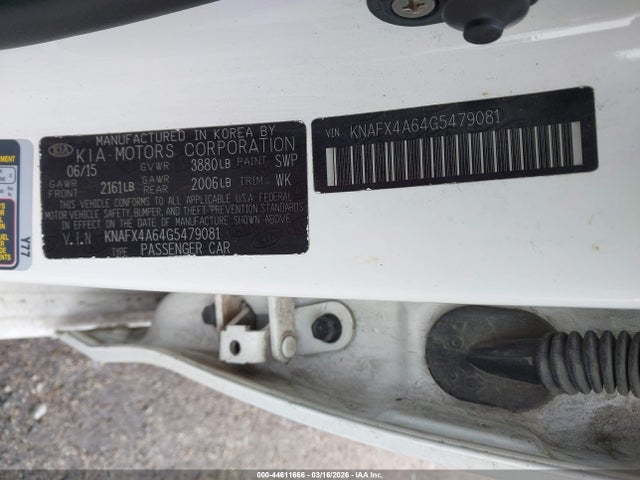 MANUFACTURED IN KOREA BY
KIA KIA MOTORS CORPORATION
06/15 GVWR 3880LB PAINT SWP
GAWR FRONT 2161LB GAWR REAR 2006LB TRIM WK
THIS VEHICLE CONFORMS TO ALL APPLICABLE U.S.A FEDERAL
MOTOR VEHICLE SAFETY, BUMPER, AND THEFT PREVENTION STANDARDS
IN EFFECT ON THE DATE OF MANUFACTURE SHOWN ABOVE.
V.I.N KNAFX4A64G5479081
TYPE PASSENGER CAR
VIN KNAFX4A64G5479081
Y77
000-44611666 - 03/16/2026 - IAA Inc.